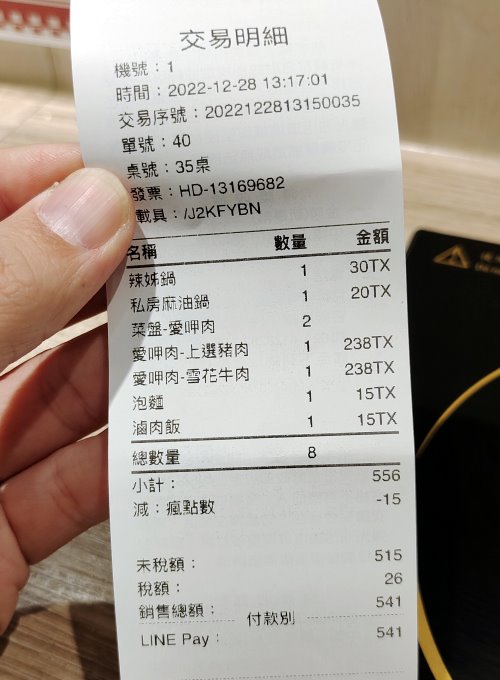 交易明細
機號：1
時間：2022-12-28 13:17:01
交易序號：2022122813150035
單號：40
桌號：35桌
發票：HD-13169682
載具：/J2KFYBN
名稱 數量 金額
辣姊鍋 1 30TX
私房麻油鍋 1 20TX
菜盤-愛呷肉 2
愛呷肉-上選豬肉 1 238TX
愛呷肉-雪花牛肉 1 238TX
泡麵 1 15TX
滷肉飯 1 15TX
總數量 8
小計： 556
減：瘋點數 -15
未稅額： 515
稅額： 26
銷售總額： 541
付款別
LINE Pay： 541